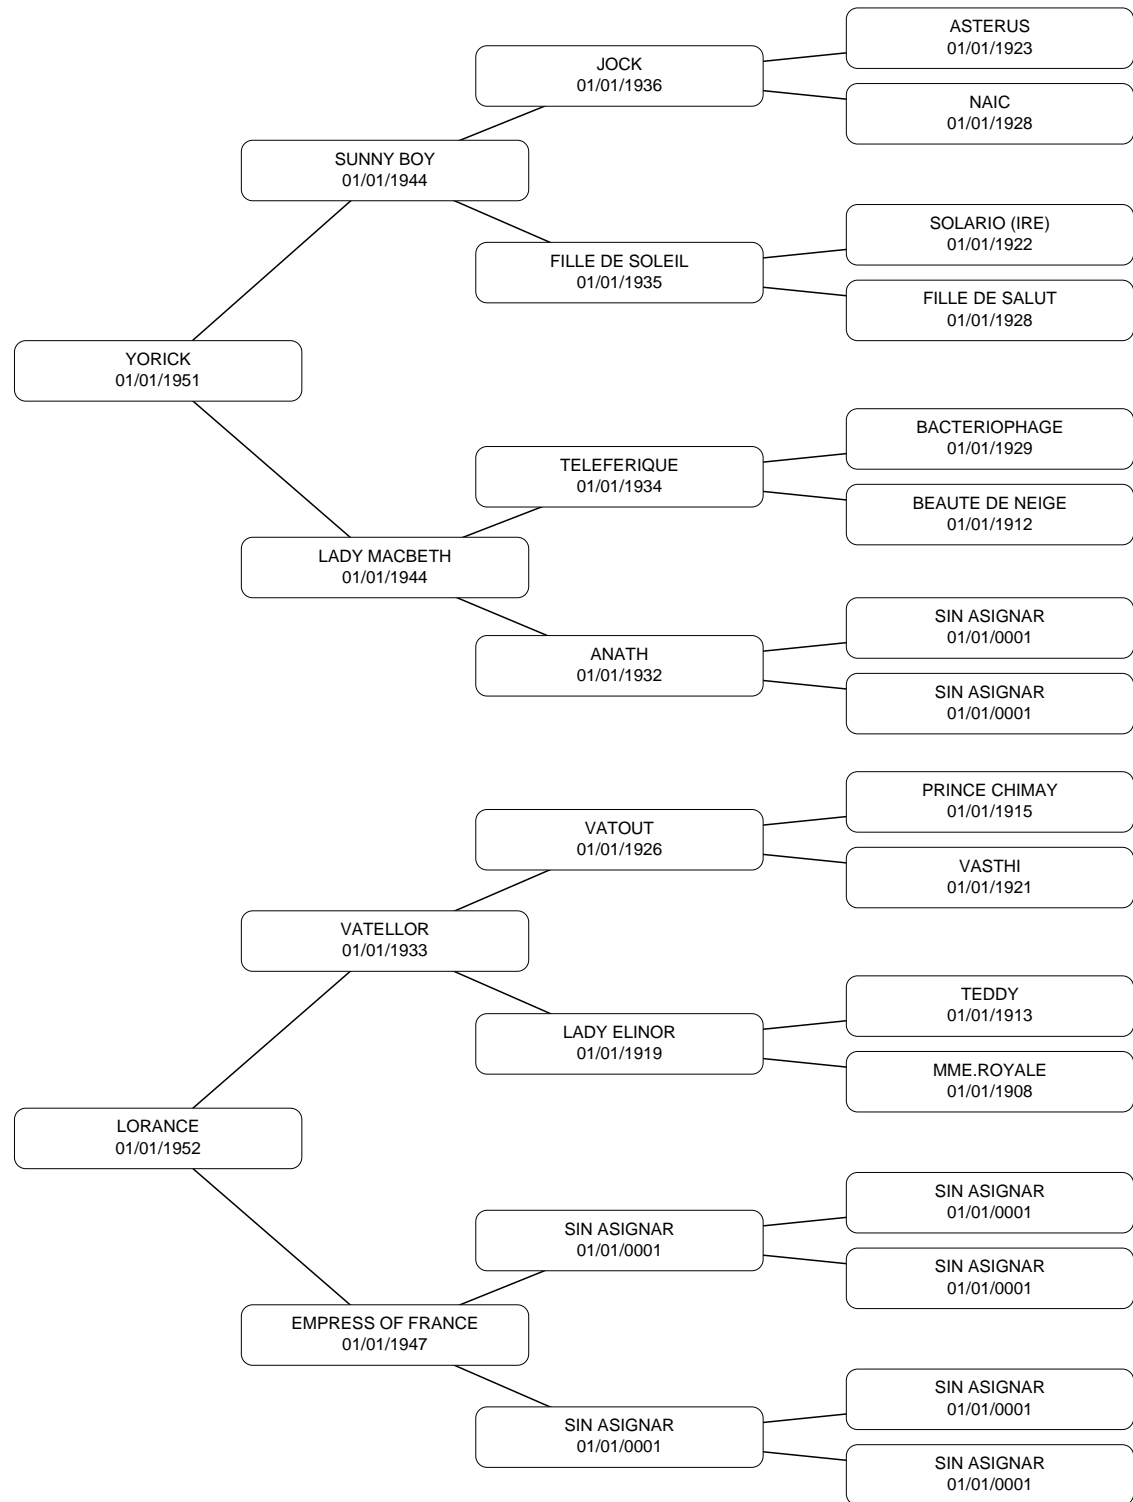 ASTERUS
01/01/1923
JOCK
01/01/1936
NAIC
01/01/1928
SUNNY BOY
01/01/1944
SOLARIO (IRE)
01/01/1922
FILLE DE SOLEIL
01/01/1935
FILLE DE SALUT
01/01/1928
YORICK
01/01/1951
BACTERIOPHAGE
01/01/1929
TELEFERIQUE
01/01/1934
BEAUTE DE NEIGE
01/01/1912
LADY MACBETH
01/01/1944
SIN ASIGNAR
01/01/0001
ANATH
01/01/1932
SIN ASIGNAR
01/01/0001
PRINCE CHIMAY
01/01/1915
VATOUT
01/01/1926
VASTHI
01/01/1921
VATELLOR
01/01/1933
TEDDY
01/01/1913
LADY ELINOR
01/01/1919
MME.ROYALE
01/01/1908
LORANCE
01/01/1952
SIN ASIGNAR
01/01/0001
SIN ASIGNAR
01/01/0001
SIN ASIGNAR
01/01/0001
EMPRESS OF FRANCE
01/01/1947
SIN ASIGNAR
01/01/0001
SIN ASIGNAR
01/01/0001
SIN ASIGNAR
01/01/0001